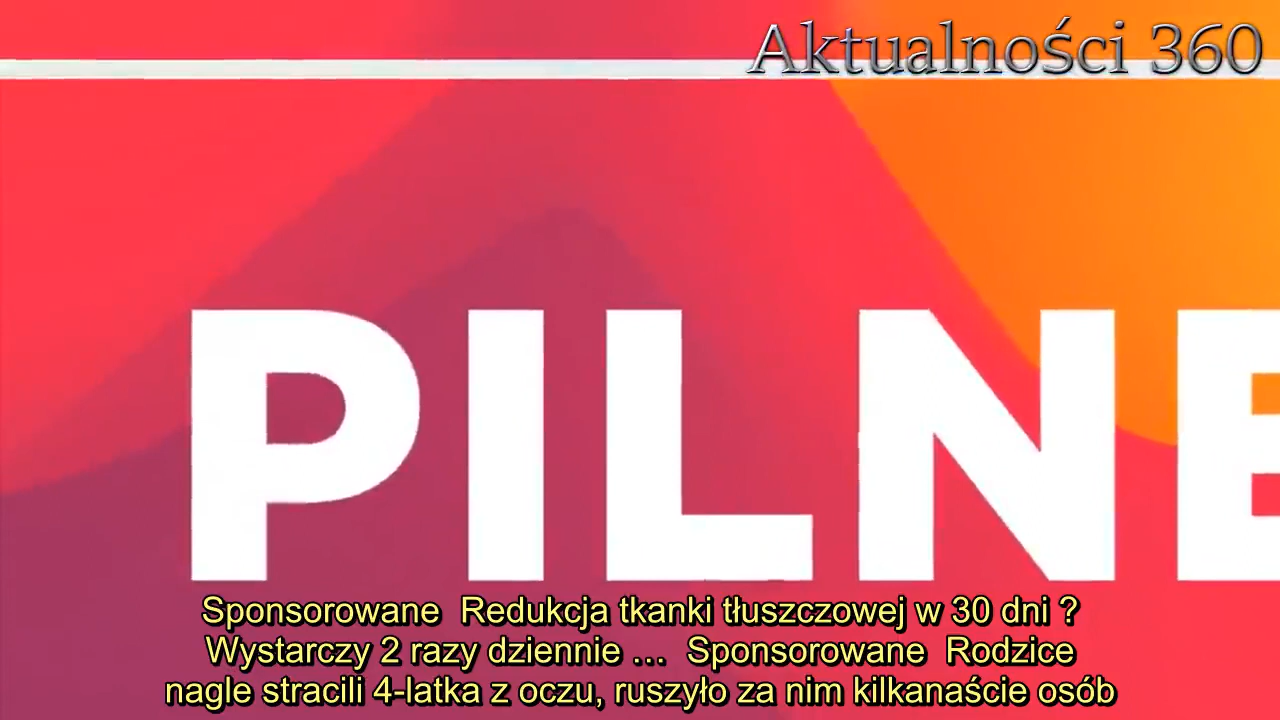 Aktualności 360
PILNE
Sponsorowane  Redukcja tkanki tłuszczowej w 30 dni ?
Wystarczy 2 razy dziennie …  Sponsorowane  Rodzice
nagle stracili 4-latka z oczu, ruszyło za nim kilkanaście osób